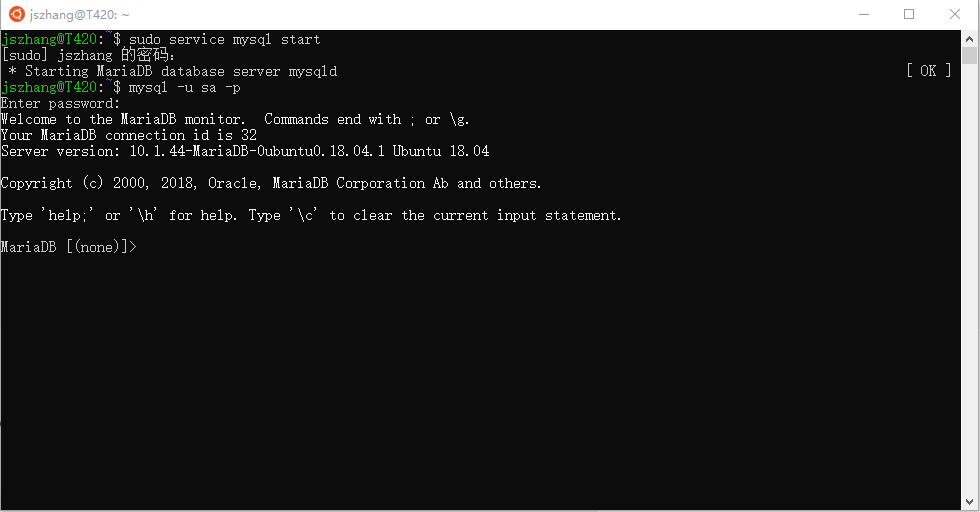 jszhang@T420: ~
jszhang@T420:~$ sudo service mysql start
[sudo] jszhang 的密码：
 * Starting MariaDB database server mysqld [ OK ]
jszhang@T420:~$ mysql -u sa -p
Enter password:
Welcome to the MariaDB monitor.  Commands end with ; or \g.
Your MariaDB connection id is 32
Server version: 10.1.44-MariaDB-0ubuntu0.18.04.1 Ubuntu 18.04
Copyright (c) 2000, 2018, Oracle, MariaDB Corporation Ab and others.
Type 'help;' or '\h' for help. Type '\c' to clear the current input statement.
MariaDB [(none)]>